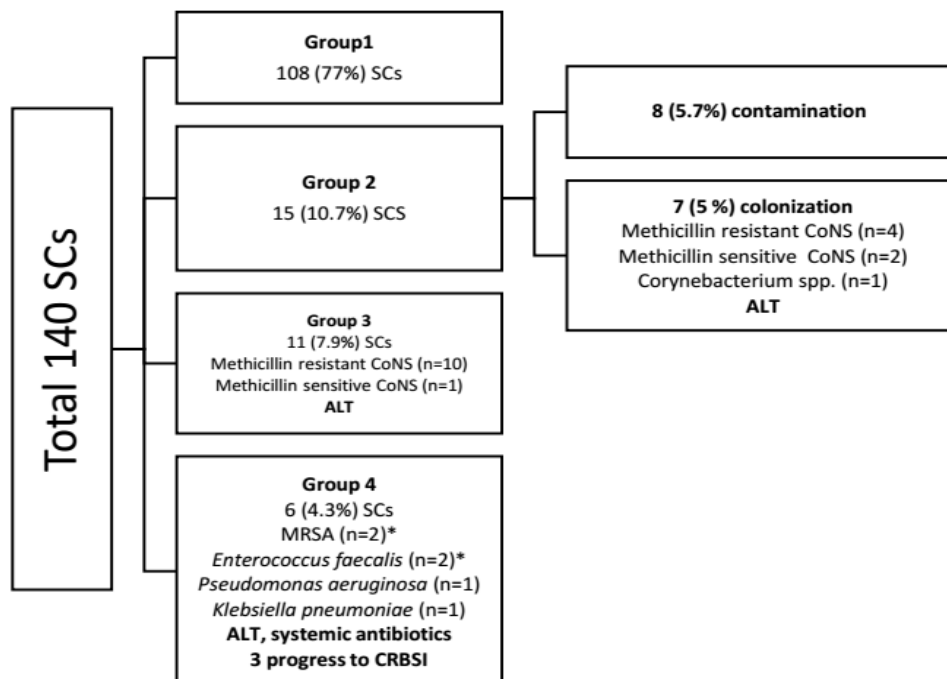 Total 140 SCs
Group1
108 (77%) SCs
Group 2
15 (10.7%) SCS
8 (5.7%) contamination
7 (5 %) colonization
Methicillin resistant CoNS (n=4)
Methicillin sensitive CoNS (n=2)
Corynebacterium spp. (n=1)
ALT
Group 3
11 (7.9%) SCs
Methicillin resistant CoNS (n=10)
Methicillin sensitive CoNS (n=1)
ALT
Group 4
6 (4.3%) SCs
MRSA (n=2)*
Enterococcus faecalis (n=2)*
Pseudomonas aeruginosa (n=1)
Klebsiella pneumoniae (n=1)
ALT, systemic antibiotics
3 progress to CRBSI